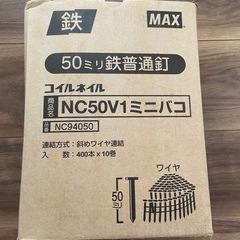 鉄
MAX
50ミリ鉄普通釘
コイルネイル
商品名 NC50V1ミニバコ
NC94050
連結方式：斜めワイヤ連結
入 数：400本×10巻
ワイヤ
50